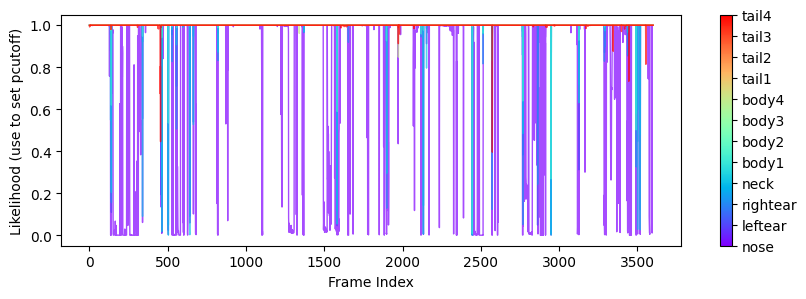 Likelihood (use to set pcutoff)
1.0
0.8
0.6
0.4
0.2
0.0
0
500
1000
1500
2000
2500
3000
3500
Frame Index
tail4
tail3
tail2
tail1
body4
body3
body2
body1
neck
rightear
leftear
nose